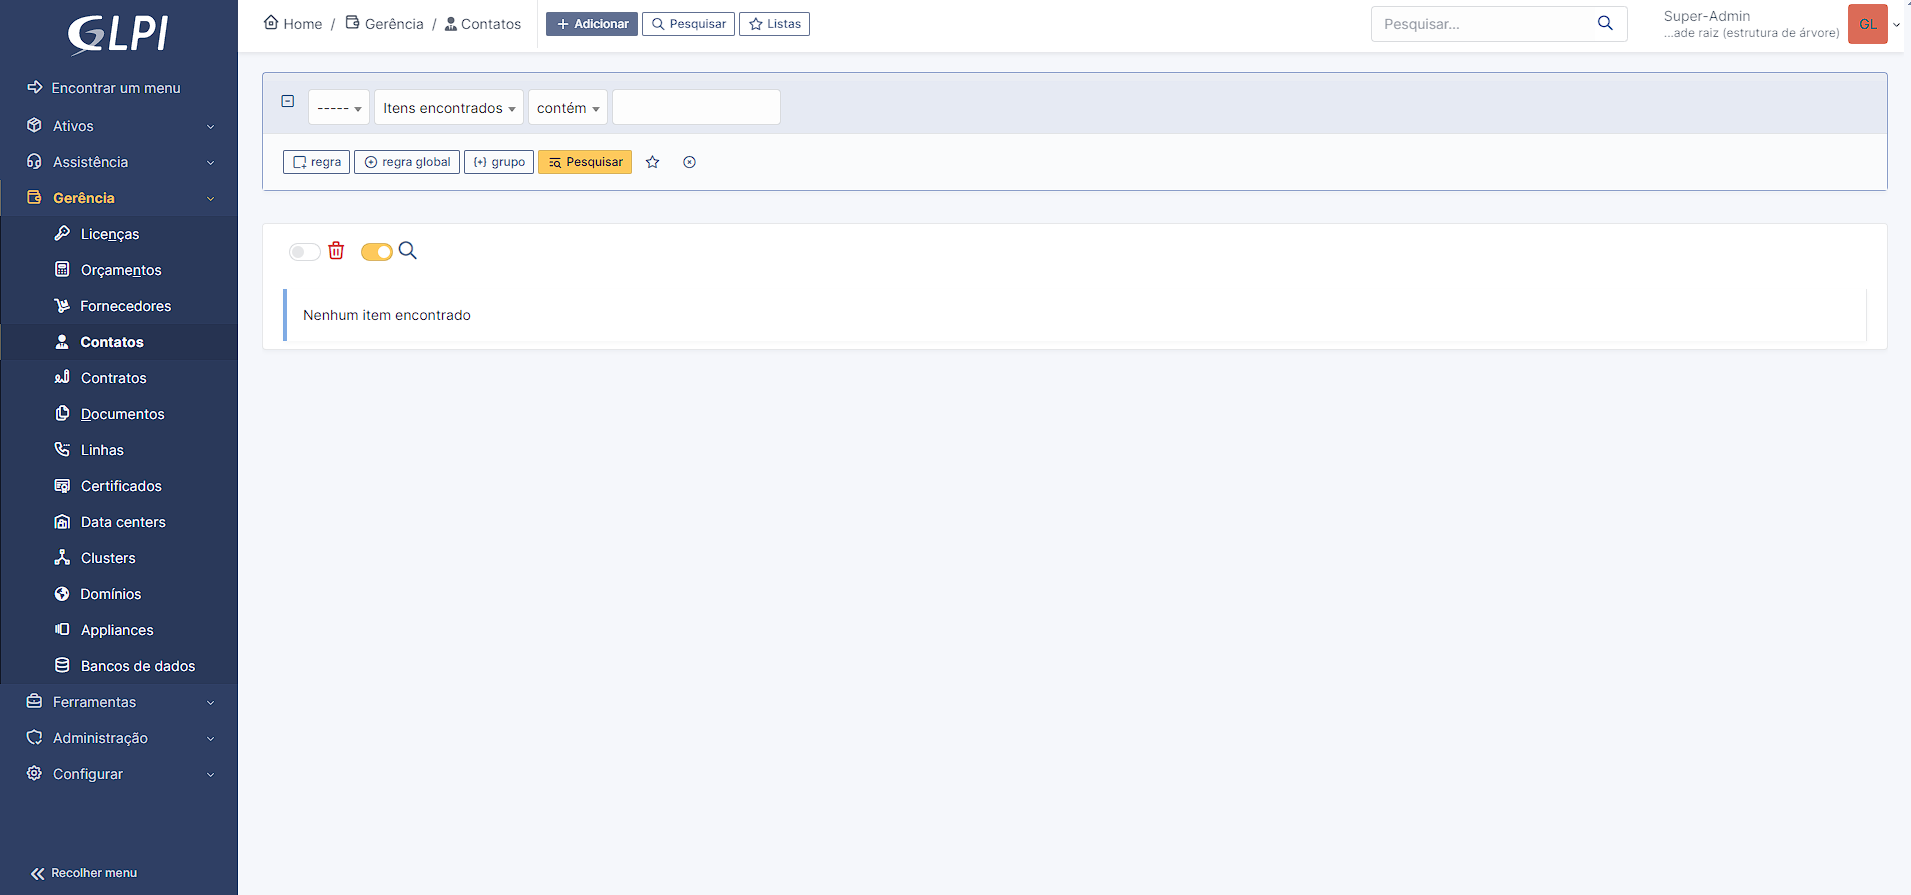 GLPI
Encontrar um menu
Ativos
Assistência
Gerência
Licenças
Orçamentos
Fornecedores
Contatos
Contratos
Documentos
Linhas
Certificados
Data centers
Clusters
Domínios
Appliances
Bancos de dados
Ferramentas
Administração
Configurar
Recolher menu
Home / Gerência / Contatos
Adicionar Pesquisar Listas
Pesquisar...
Super-Admin
...ade raiz (estrutura de árvore)
GL
----- Itens encontrados contém
regra regra global grupo Pesquisar
Nenhum item encontrado